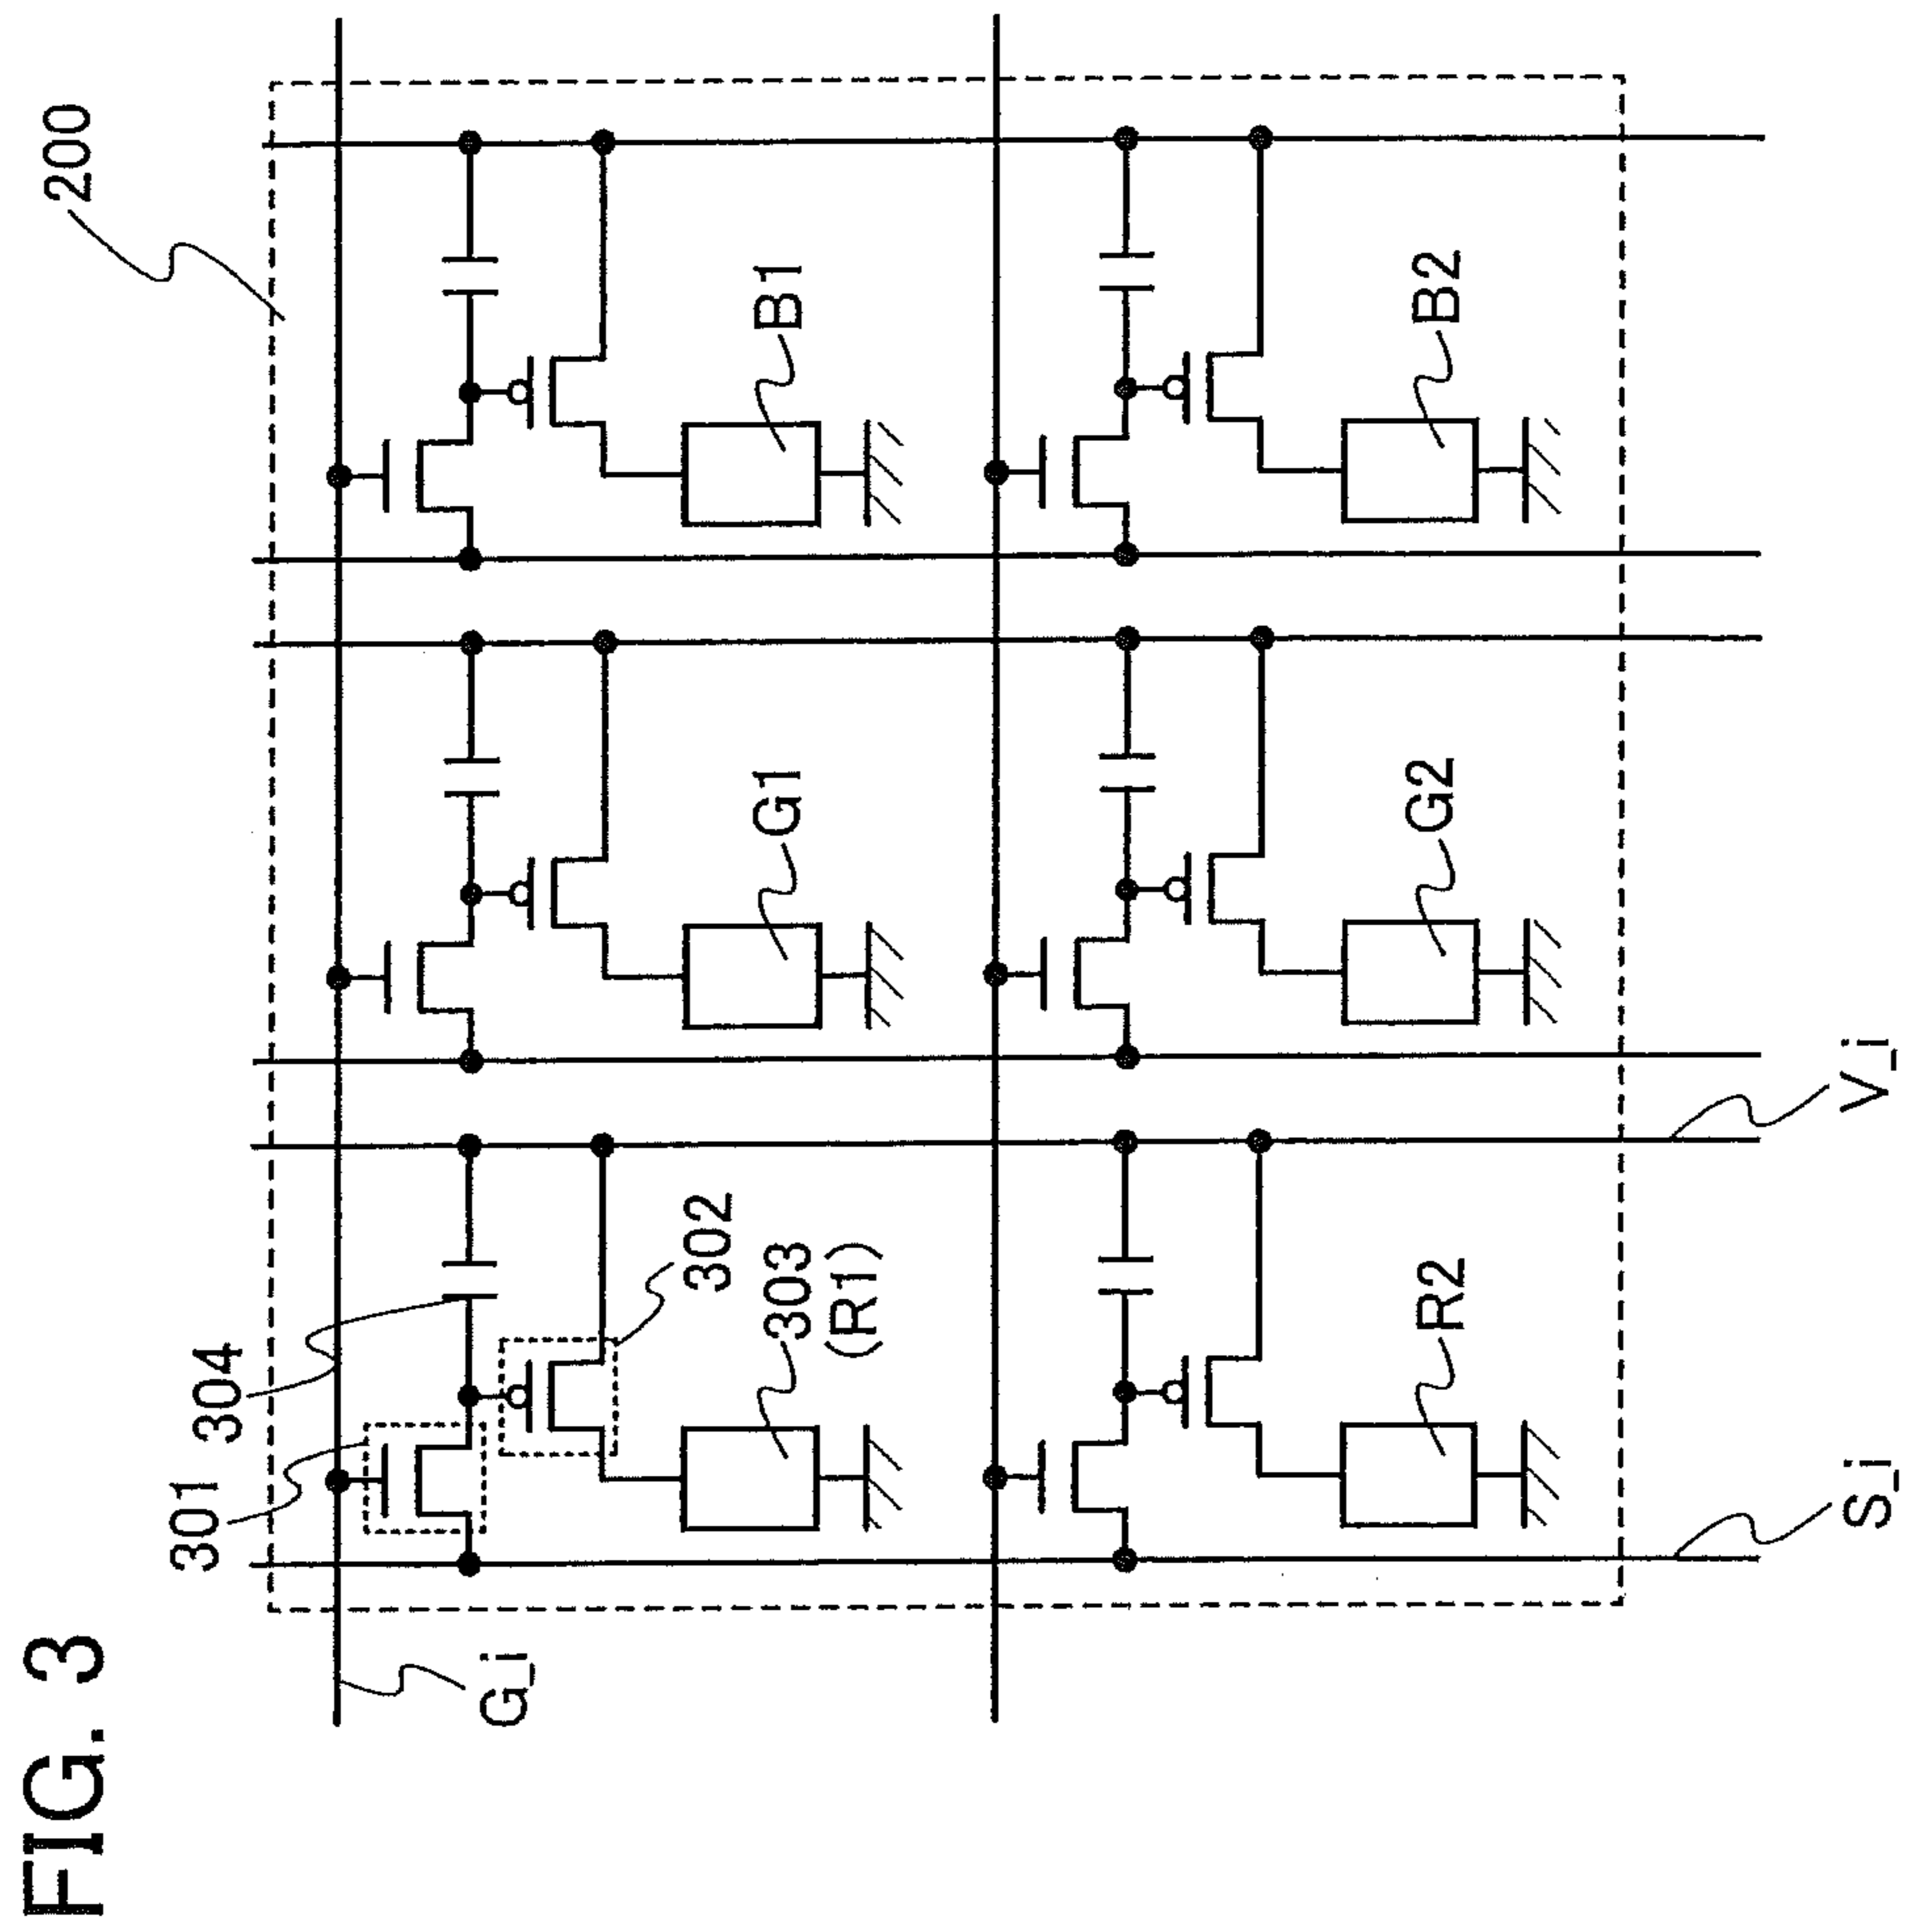 FIG. 3
200
301
304
G_i
302
303
(R1)
G1
B1
R2
G2
B2
S_i
V_i